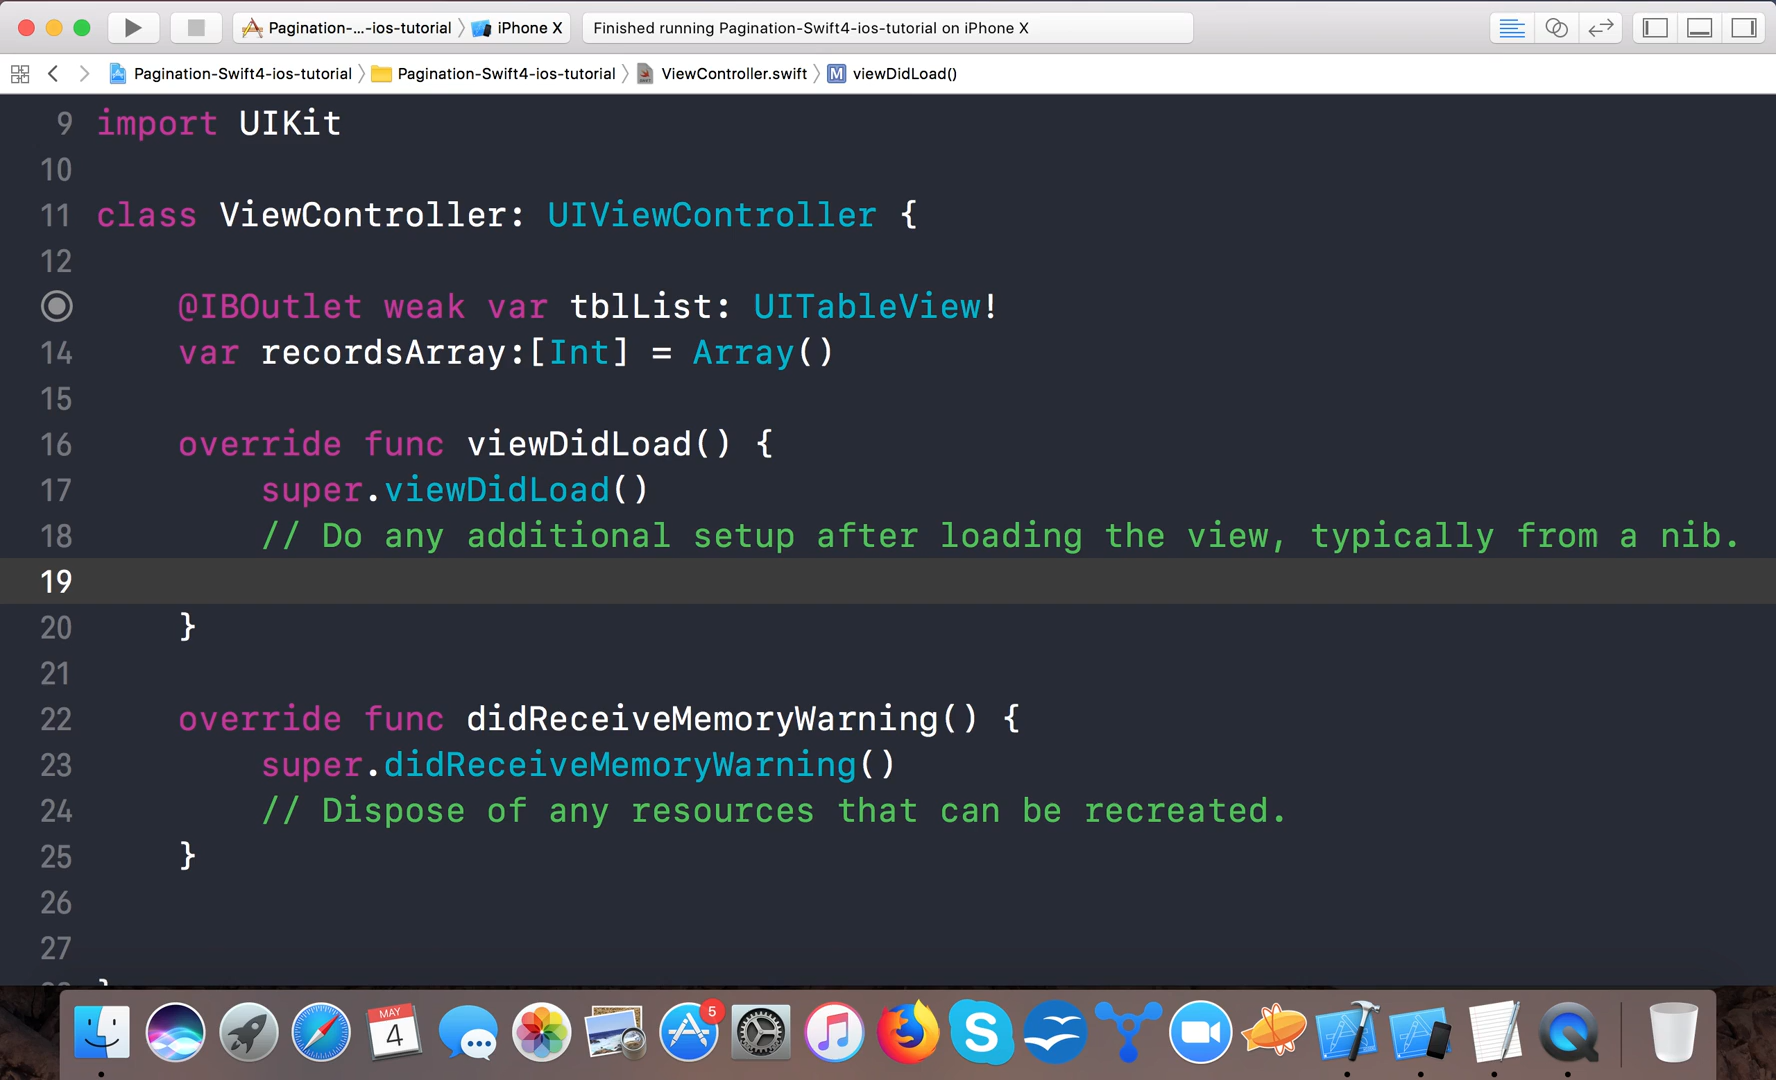 Pagination-...-ios-tutorial iPhone X Finished running Pagination-Swift4-ios-tutorial on iPhone X
Pagination-Swift4-ios-tutorial Pagination-Swift4-ios-tutorial ViewController.swift M viewDidLoad()
9 import UIKit
10
11 class ViewController: UIViewController {
12
@IBOutlet weak var tblList: UITableView!
14 var recordsArray:[Int] = Array()
15
16 override func viewDidLoad() {
17 super.viewDidLoad()
18 // Do any additional setup after loading the view, typically from a nib.
19
20 }
21
22 override func didReceiveMemoryWarning() {
23 super.didReceiveMemoryWarning()
24 // Dispose of any resources that can be recreated.
25 }
26
27
MAY
4
5
S